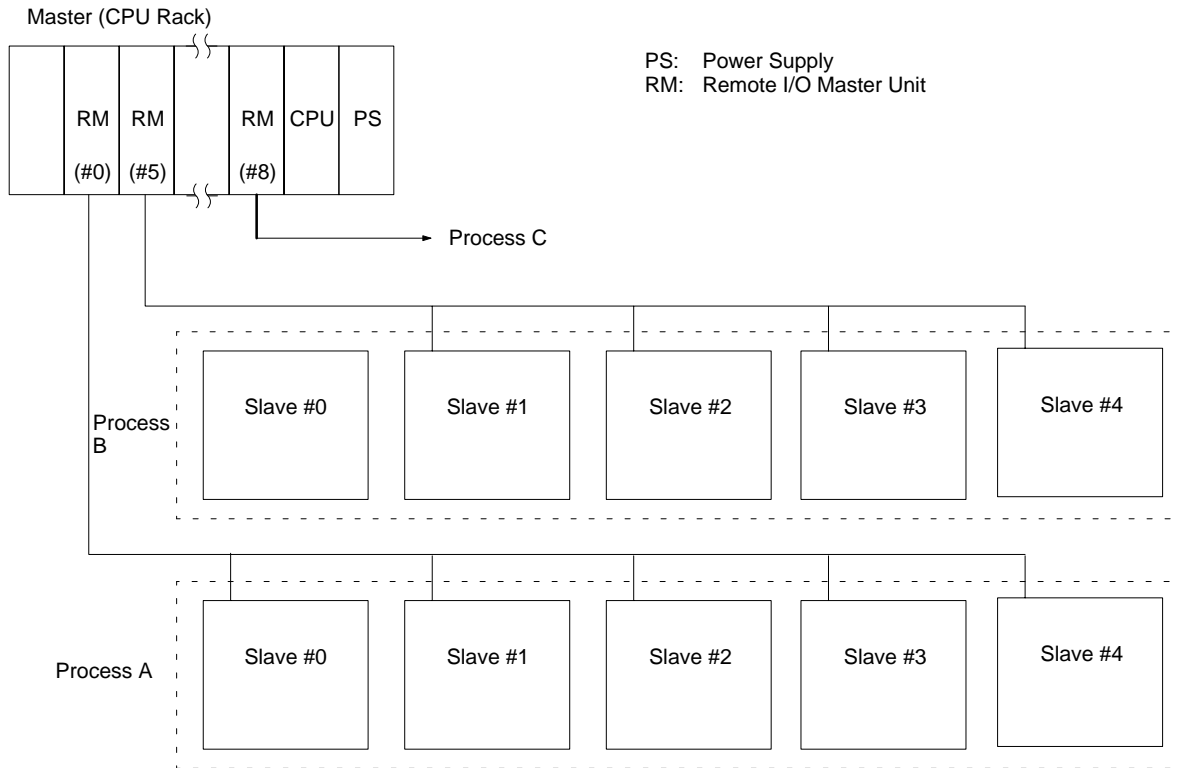 Master (CPU Rack)
PS: Power Supply
RM: Remote I/O Master Unit
RM RM RM CPU PS
(#0) (#5) (#8)
Process C
Slave #0 Slave #1 Slave #2 Slave #3 Slave #4
Process
B
Slave #0 Slave #1 Slave #2 Slave #3 Slave #4
Process A